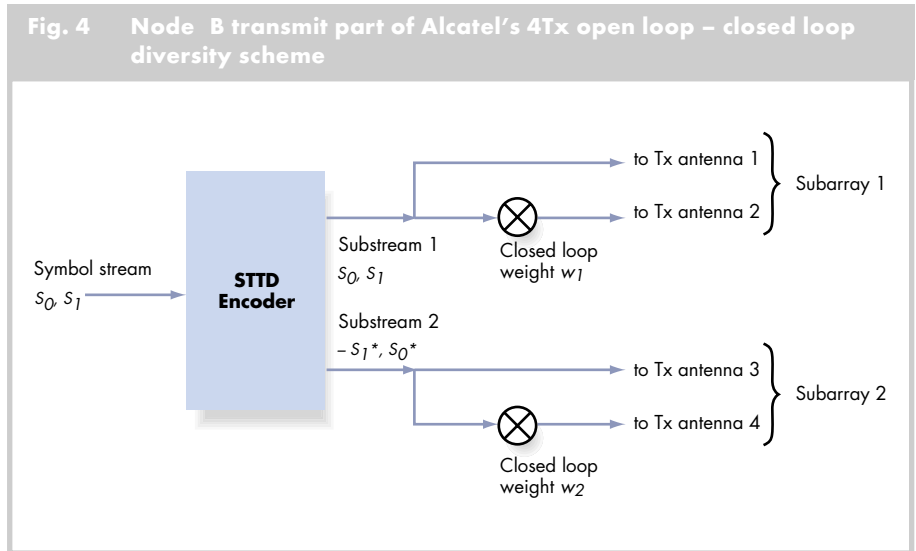 Fig. 4 Node B transmit part of Alcatel's 4Tx open loop – closed loop
diversity scheme
to Tx antenna 1
Subarray 1
to Tx antenna 2
Symbol stream
S0, S1
STTD
Encoder
Substream 1
S0, S1
Closed loop
weight w1
Substream 2
– S1*, S0*
to Tx antenna 3
Subarray 2
to Tx antenna 4
Closed loop
weight w2